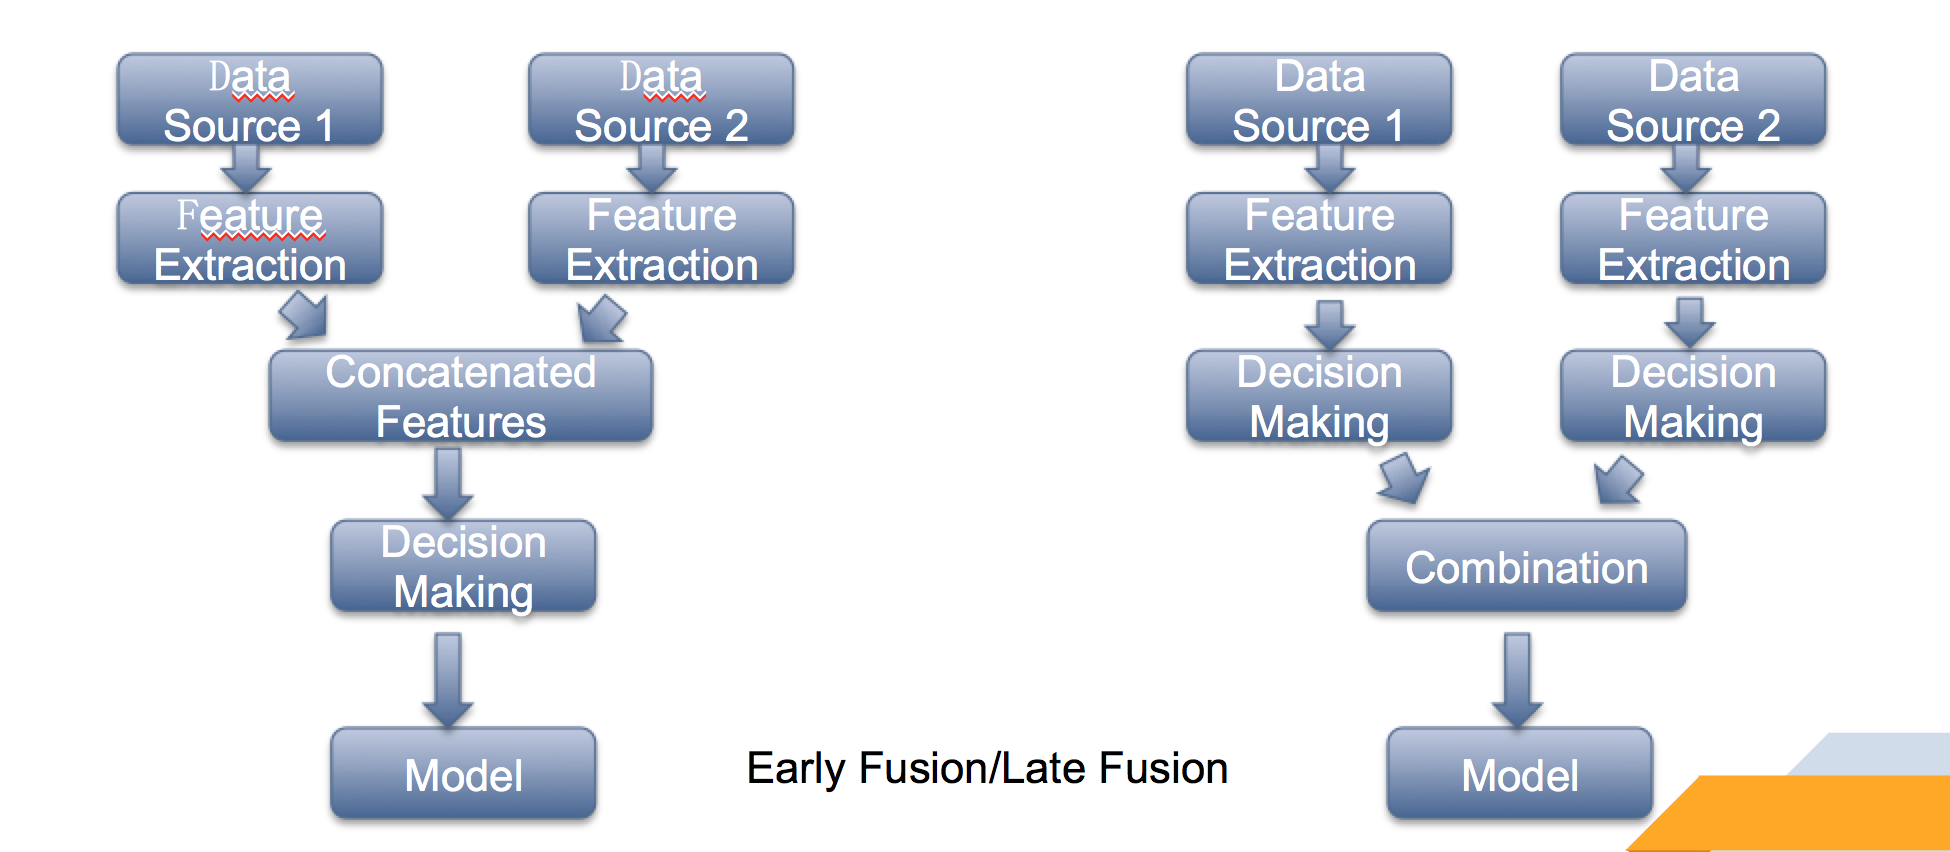 Data
Source 1
Data
Source 2
Feature
Extraction
Feature
Extraction
Concatenated
Features
Decision
Making
Model
Early Fusion/Late Fusion
Data
Source 1
Data
Source 2
Feature
Extraction
Feature
Extraction
Decision
Making
Decision
Making
Combination
Model